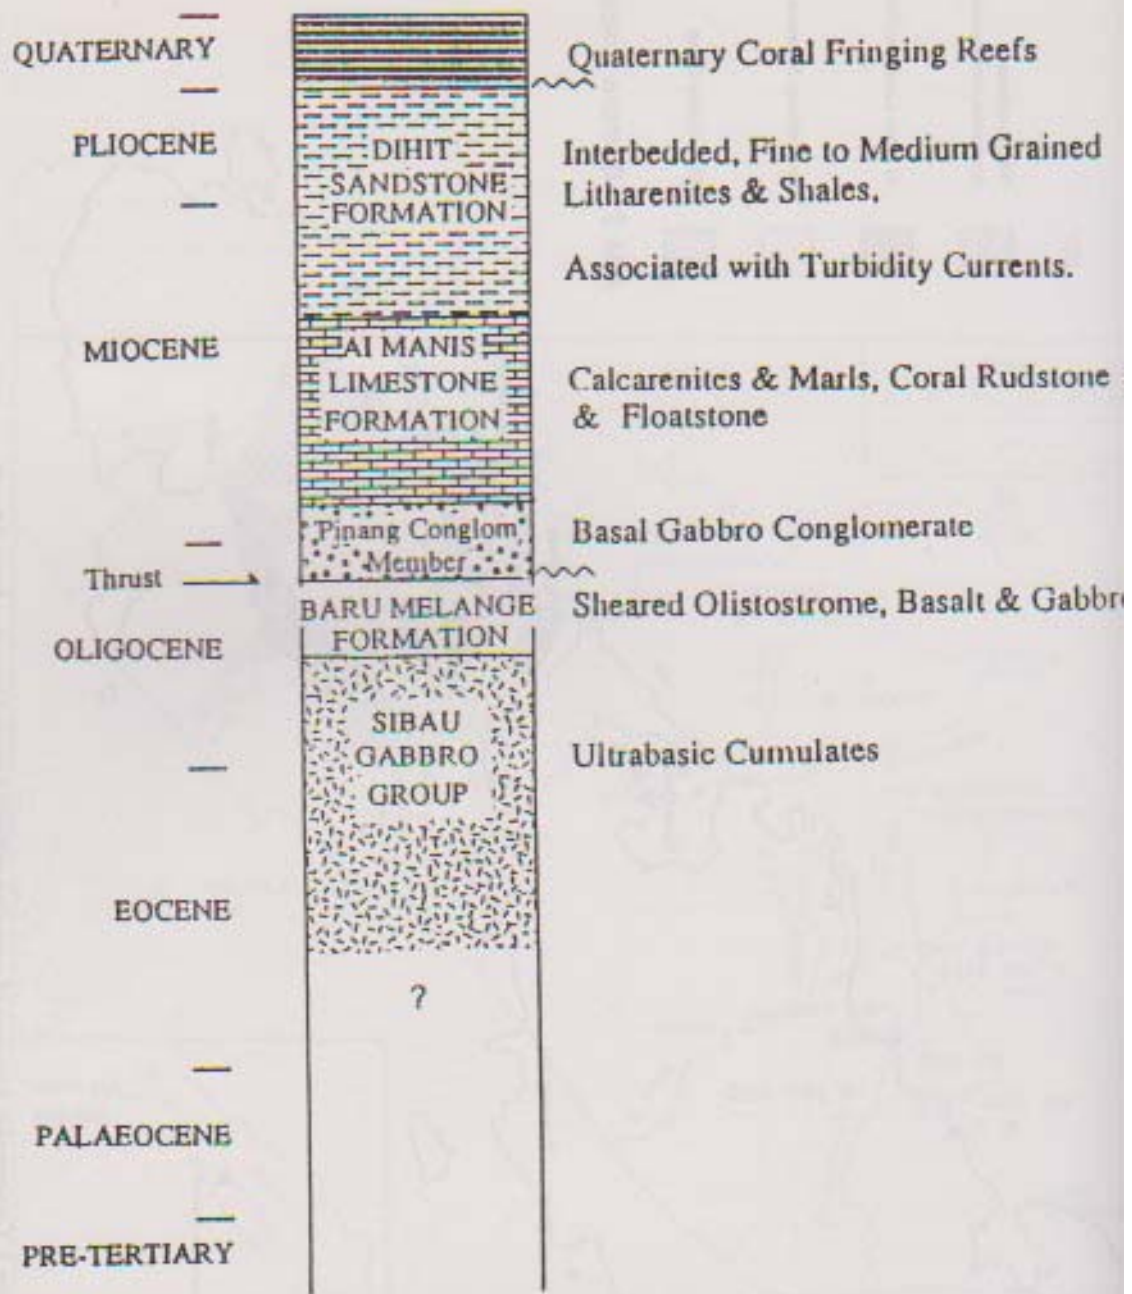 QUATERNARY
Quaternary Coral Fringing Reefs
PLIOCENE
DIHIT
SANDSTONE
FORMATION
Interbedded, Fine to Medium Grained
Litharenites & Shales,
Associated with Turbidity Currents.
MIOCENE
AI MANIS
LIMESTONE
FORMATION
Calcarenites & Marls, Coral Rudstone
& Floatstone
Pinang Conglom
Member
Basal Gabbro Conglomerate
Thrust
BARU MELANGE
FORMATION
Sheared Olistostrome, Basalt & Gabbro
OLIGOCENE
SIBAU
GABBRO
GROUP
Ultrabasic Cumulates
EOCENE
?
PALAEOCENE
PRE-TERTIARY